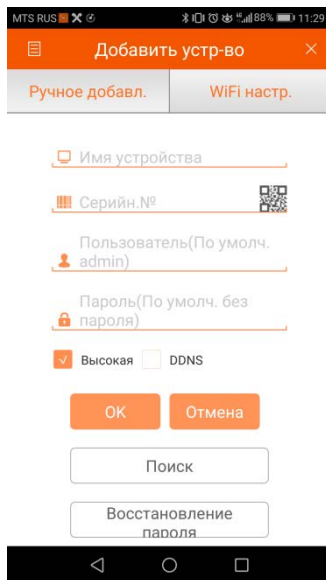 MTS RUS 88% 11:29
Добавить устр-во
Ручное добавл. WiFi настр.
Имя устройства
Серийн.№
Пользователь(По умолч.
admin)
Пароль(По умолч. без
пароля)
Высокая DDNS
OK Отмена
Поиск
Восстановление
пароля